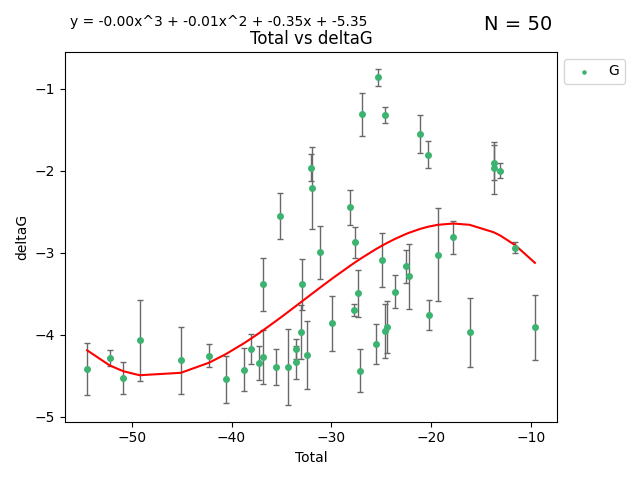 y = -0.00x^3 + -0.01x^2 + -0.35x + -5.35
N = 50
Total vs deltaG
G
−1
−2
−3
−4
−5
deltaG
−50 −40 −30 −20 −10
Total